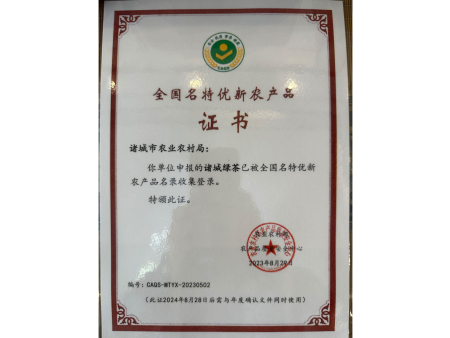 CAQS
全国名特优新农产品
证书
诸城市农业农村局：
你单位申报的诸城绿茶已被全国名特优新
农产品名录收集登录。
特颁此证。
2023年8月28日
编号：CAQS-MTYX-20230502
（此证2024年8月28日后需与年度确认文件同时使用）